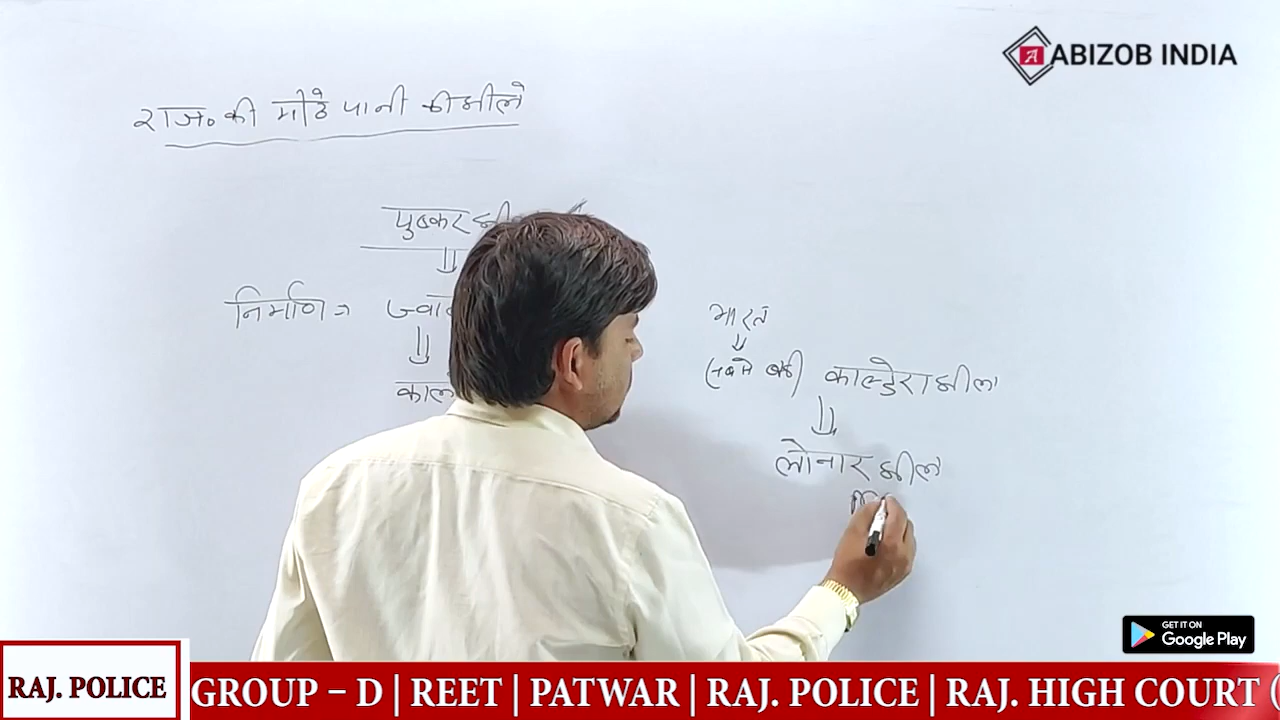 ABIZOB INDIA
राज॰ की मीठे पानी की झीले
पुष्कर
निर्माण ⇒
भारत
(सबसे बडी) काल्डेरा झील
लोनार झील
GET IT ON
Google Play
RAJ. POLICE
GROUP – D | REET | PATWAR | RAJ. POLICE | RAJ. HIGH COURT (